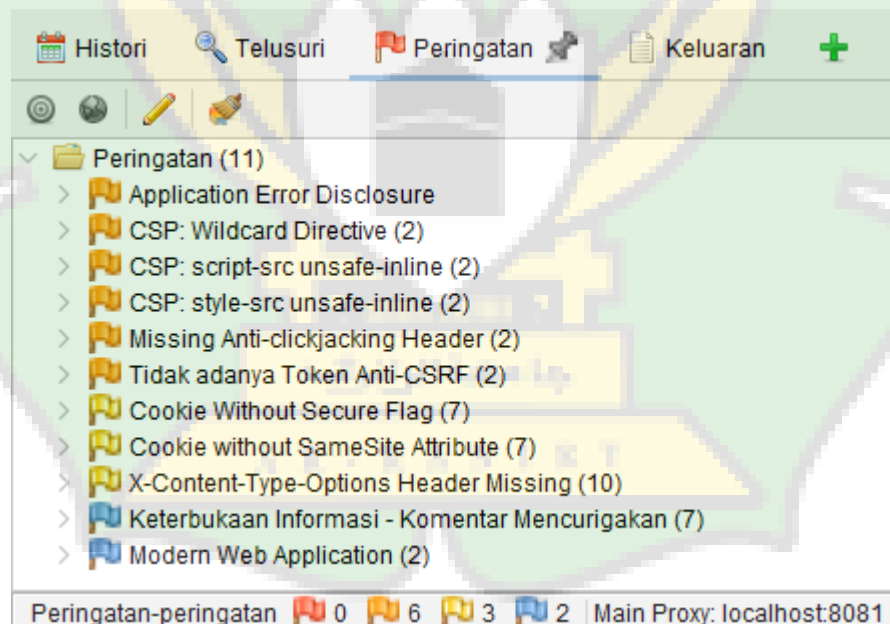 Histori Telusuri Peringatan Keluaran
Peringatan (11)
Application Error Disclosure
CSP: Wildcard Directive (2)
CSP: script-src unsafe-inline (2)
CSP: style-src unsafe-inline (2)
Missing Anti-clickjacking Header (2)
Tidak adanya Token Anti-CSRF (2)
Cookie Without Secure Flag (7)
Cookie without SameSite Attribute (7)
X-Content-Type-Options Header Missing (10)
Keterbukaan Informasi - Komentar Mencurigakan (7)
Modern Web Application (2)
Peringatan-peringatan 0 6 3 2 Main Proxy: localhost:8081